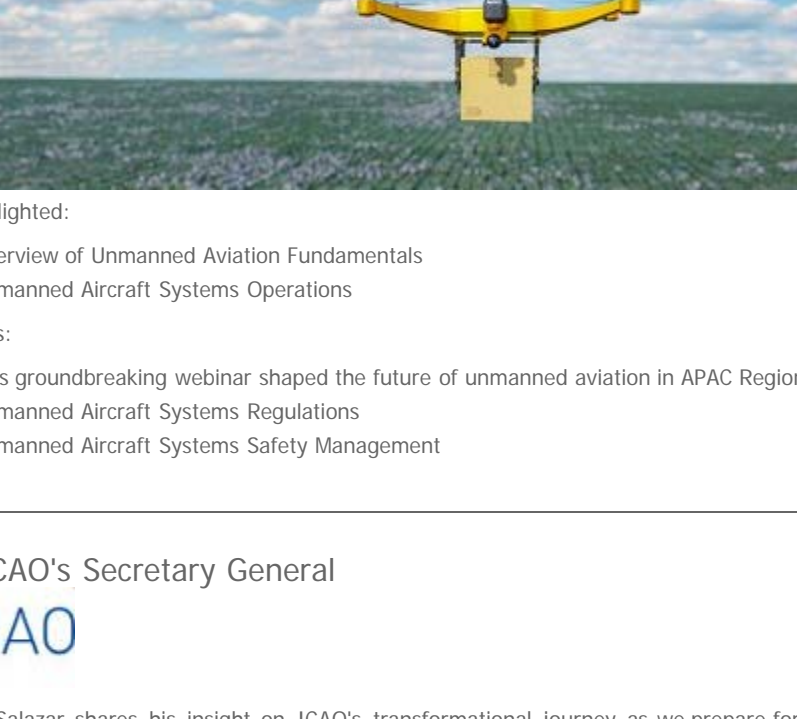 lighted:
erview of Unmanned Aviation Fundamentals
manned Aircraft Systems Operations
s:
s groundbreaking webinar shaped the future of unmanned aviation in APAC Region
manned Aircraft Systems Regulations
manned Aircraft Systems Safety Management
CAO's Secretary General
AO
Salazar shares his insight on ICAO's transformational journey as we prepare for